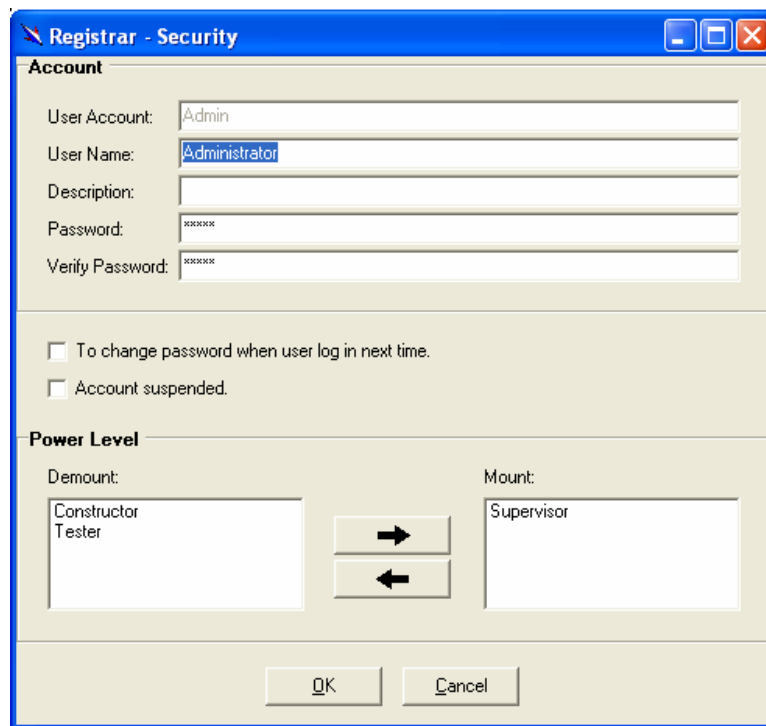 Registrar - Security
Account
User Account: Admin
User Name: Administrator
Description:
Password: *****
Verify Password: *****
To change password when user log in next time.
Account suspended.
Power Level
Demount: Mount:
Constructor Supervisor
Tester
OK Cancel